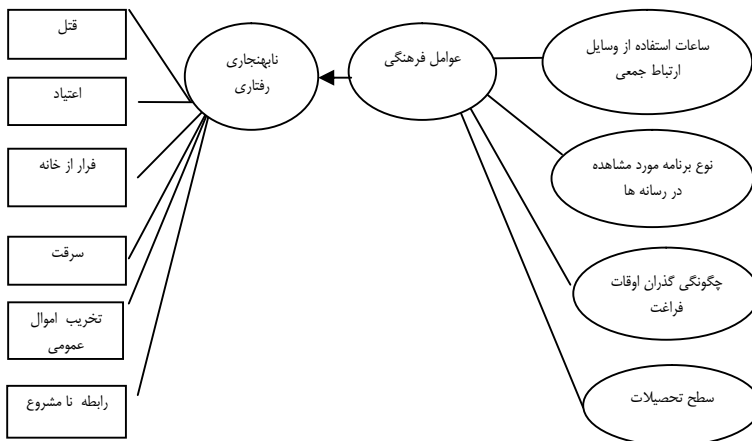 ساعات استفاده از وسایل
ارتباط جمعی
نوع برنامه مورد مشاهده
در رسانه ها
چگونگی گذران اوقات
فراغت
سطح تحصیلات
عوامل فرهنگی
نابهنجاری
رفتاری
قتل
اعتیاد
فرار از خانه
سرقت
تخریب اموال
عمومی
رابطه نا مشروع